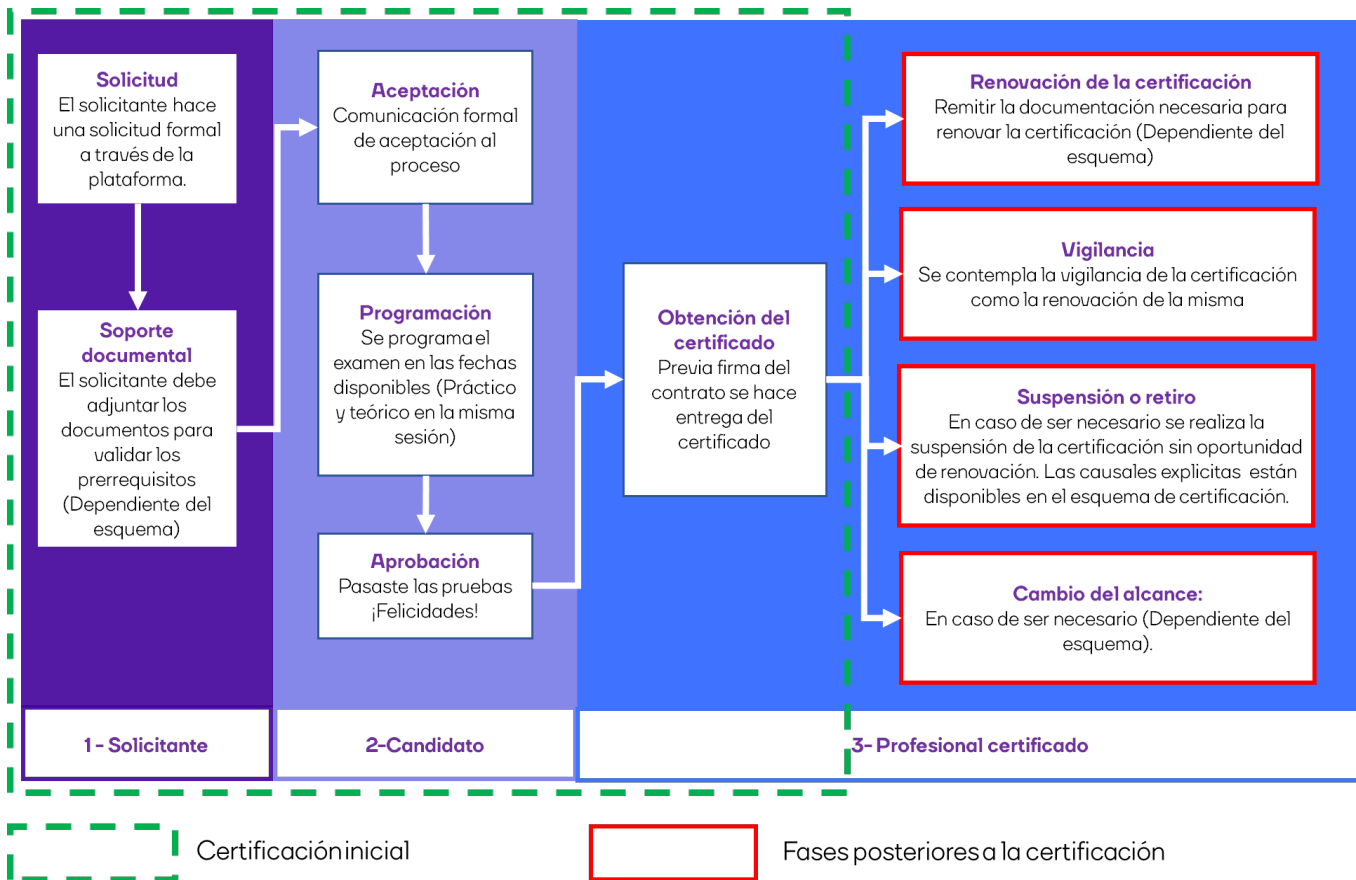 Solicitud
El solicitante hace
una solicitud formal
a través de la
plataforma.
Soporte
documental
El solicitante debe
adjuntar los
documentos para
validar los
prerrequisitos
(Dependiente del
esquema)
Aceptación
Comunicación formal
de aceptación al
proceso
Programación
Se programa el
examen en las fechas
disponibles (Práctico
y teórico en la misma
sesión)
Aprobación
Pasaste las pruebas
¡Felicidades!
Obtención del
certificado
Previa firma del
contrato se hace
entrega del
certificado
Renovación de la certificación
Remitir la documentación necesaria para
renovar la certificación (Dependiente del
esquema)
Vigilancia
Se contempla la vigilancia de la certificación
como la renovación de la misma
Suspensión o retiro
En caso de ser necesario se realiza la
suspensión de la certificación sin oportunidad
de renovación. Las causales explicitas están
disponibles en el esquema de certificación.
Cambio del alcance:
En caso de ser necesario (Dependiente del
esquema).
1 - Solicitante
2-Candidato
3- Profesional certificado
Certificación inicial
Fases posteriores a la certificación